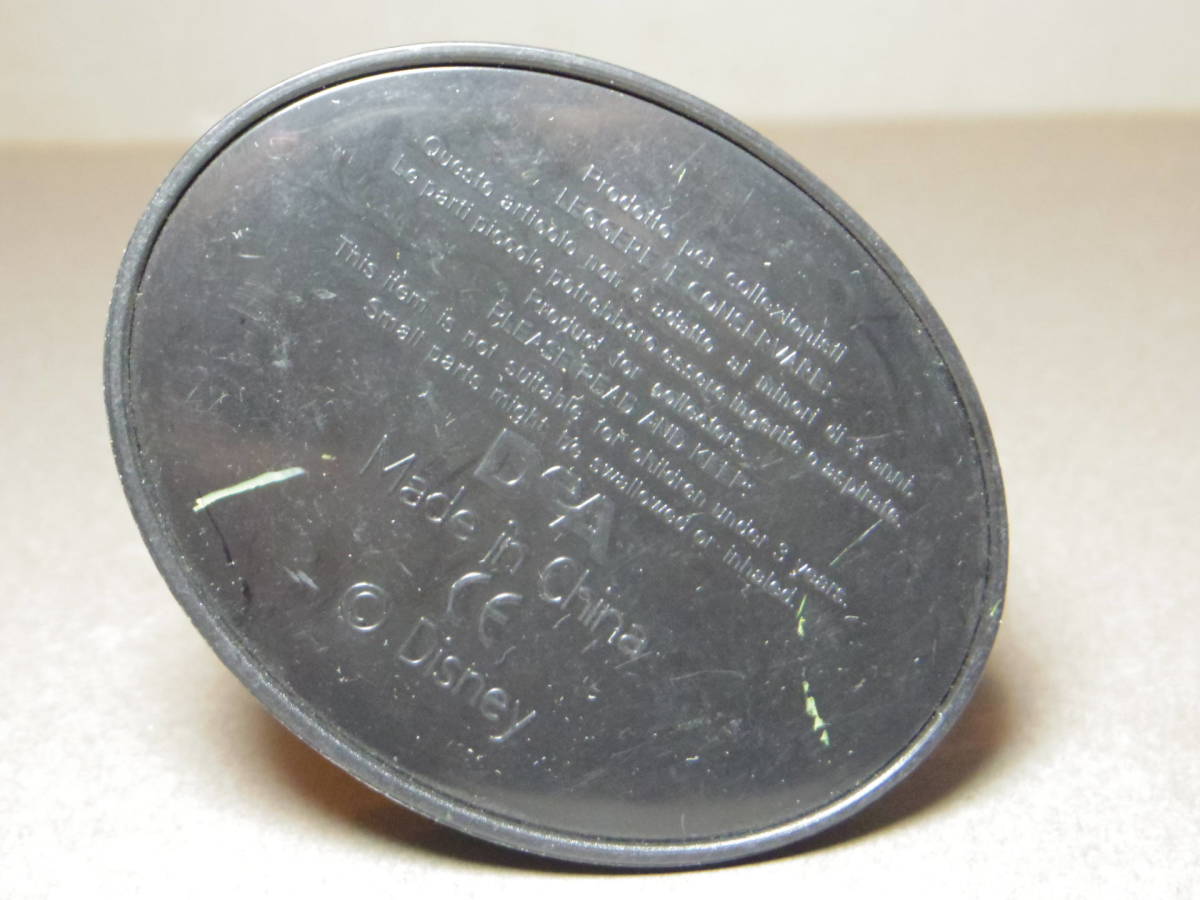 Prodotto per collezionisti
LEGGERE E CONSERVARE:
Questo articolo non è adatto ai minori di 3 anni.
Le parti piccole potrebbero essere ingerite o aspirate.
Product for collectors.
PLEASE READ AND KEEP:
This item is not suitable for children under 3 years.
Small parts might be swallowed or inhaled.
DeA
Made in China
CE
© Disney